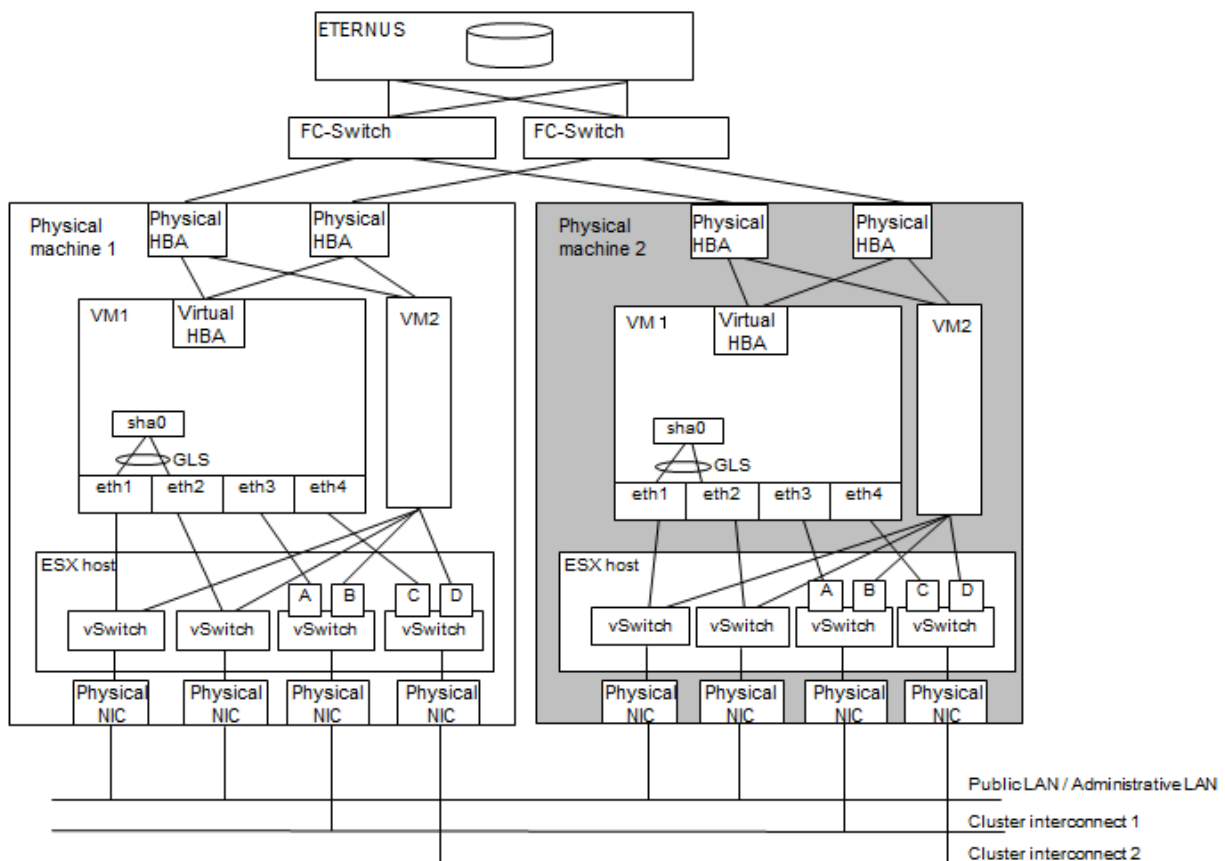 ETERNUS
FC-Switch
FC-Switch
Physical
machine 1
Physical
HBA
Physical
HBA
Physical
machine 2
Physical
HBA
Physical
HBA
VM1
Virtual
HBA
VM2
VM 1
Virtual
HBA
VM2
sha0
GLS
sha0
GLS
eth1
eth2
eth3
eth4
eth1
eth2
eth3
eth4
ESX host
A
B
C
D
ESX host
A
B
C
D
vSwitch
vSwitch
vSwitch
vSwitch
vSwitch
vSwitch
vSwitch
vSwitch
Physical
NIC
Physical
NIC
Physical
NIC
Physical
NIC
Physical
NIC
Physical
NIC
Physical
NIC
Physical
NIC
Public LAN / Administrative LAN
Cluster interconnect 1
Cluster interconnect 2